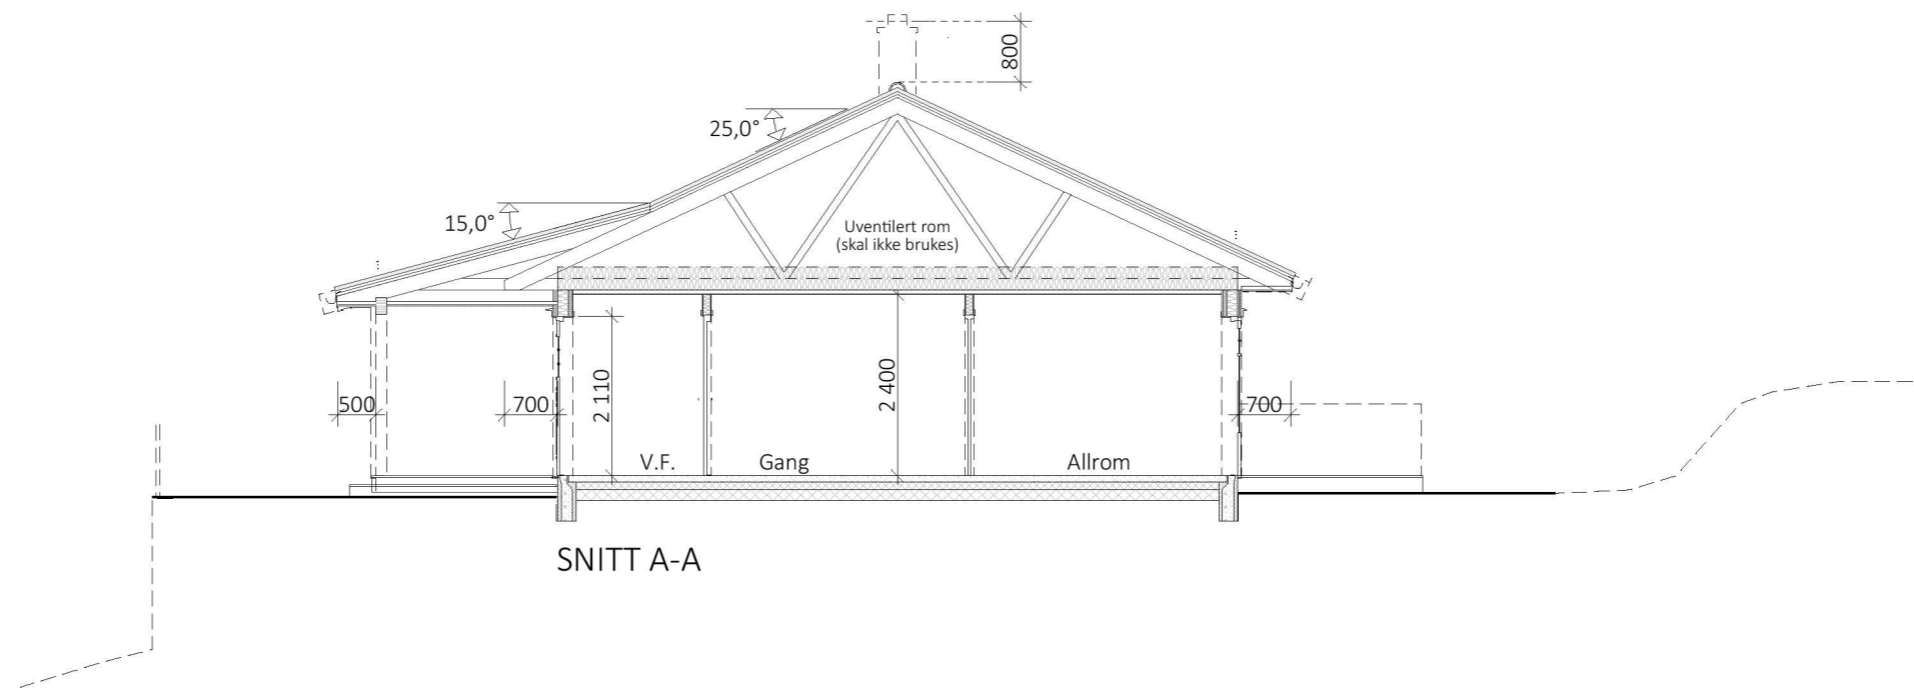 800
25,0°
15,0°
Uventilert rom
(skal ikke brukes)
500
700
2 110
2 400
700
V.F.
Gang
Allrom
SNITT A-A